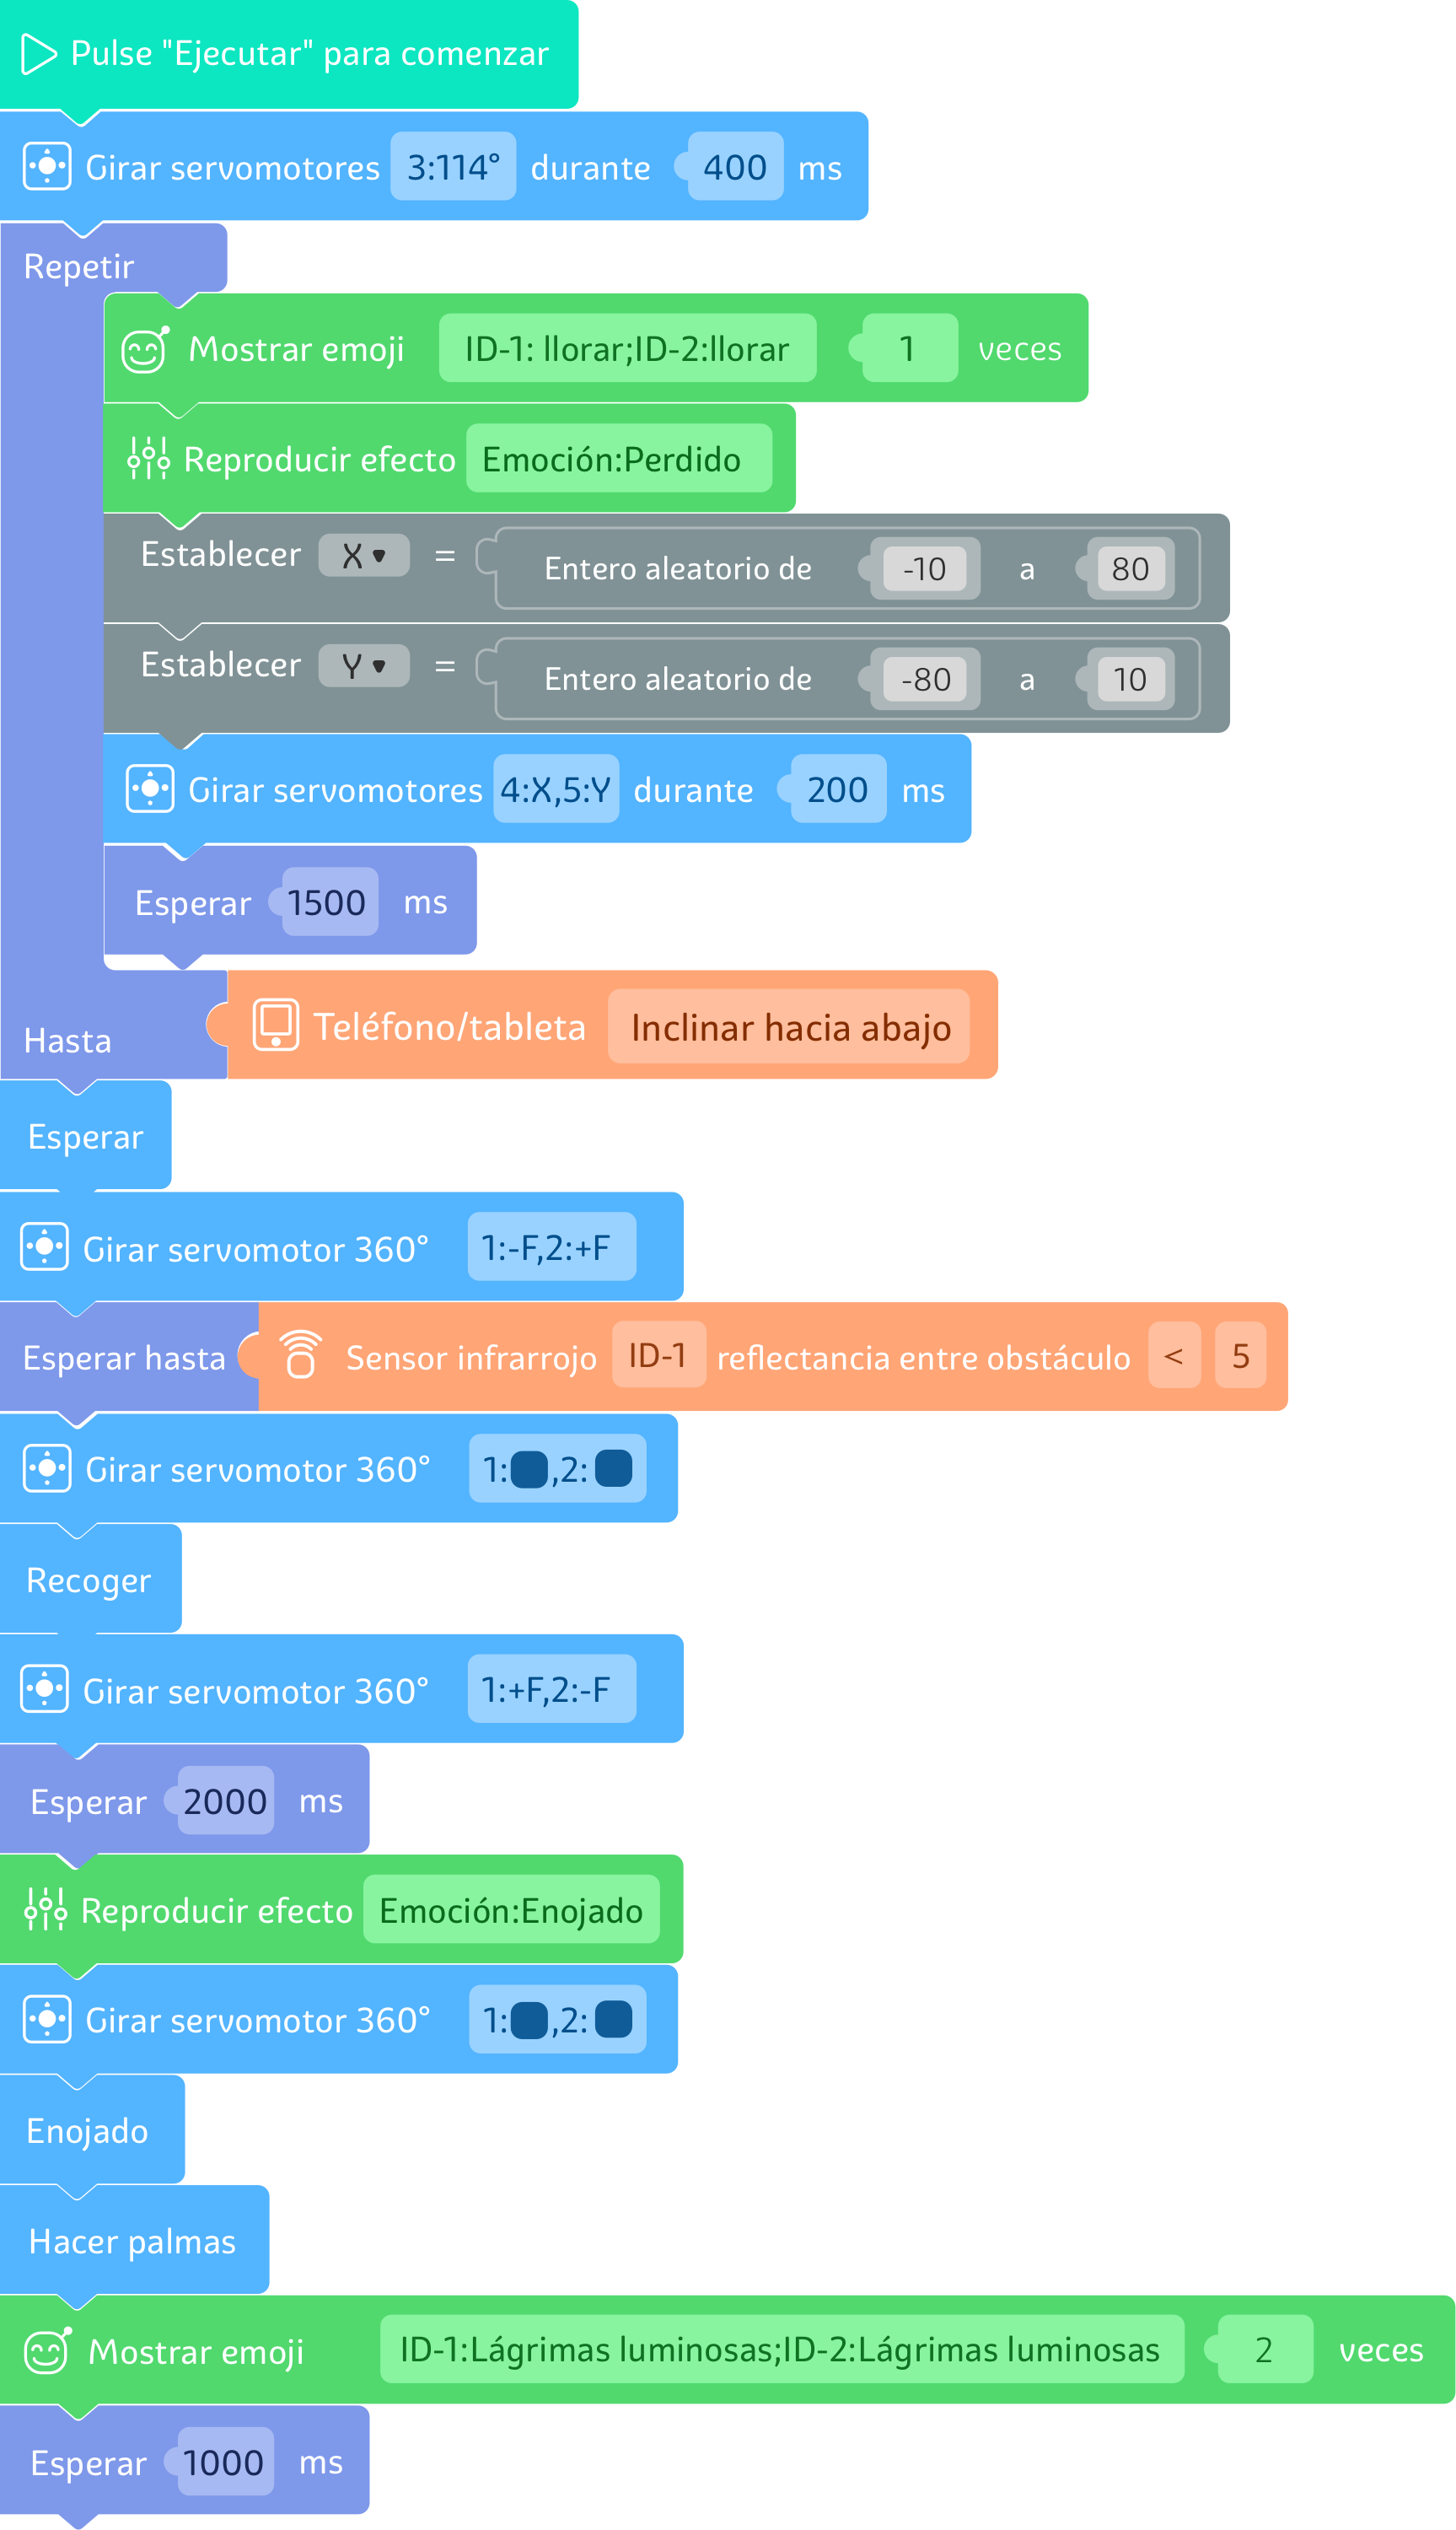 Pulse "Ejecutar" para comenzar
Girar servomotores 3:114° durante 400 ms
Repetir
Mostrar emoji ID-1: llorar;ID-2:llorar 1 veces
Reproducir efecto Emoción:Perdido
Establecer X = Entero aleatorio de -10 a 80
Establecer Y = Entero aleatorio de -80 a 10
Girar servomotores 4:X,5:Y durante 200 ms
Esperar 1500 ms
Hasta Teléfono/tableta Inclinar hacia abajo
Esperar
Girar servomotor 360° 1:-F,2:+F
Esperar hasta Sensor infrarrojo ID-1 reflectancia entre obstáculo < 5
Girar servomotor 360° 1: ,2:
Recoger
Girar servomotor 360° 1:+F,2:-F
Esperar 2000 ms
Reproducir efecto Emoción:Enojado
Girar servomotor 360° 1: ,2:
Enojado
Hacer palmas
Mostrar emoji ID-1:Lágrimas luminosas;ID-2:Lágrimas luminosas 2 veces
Esperar 1000 ms